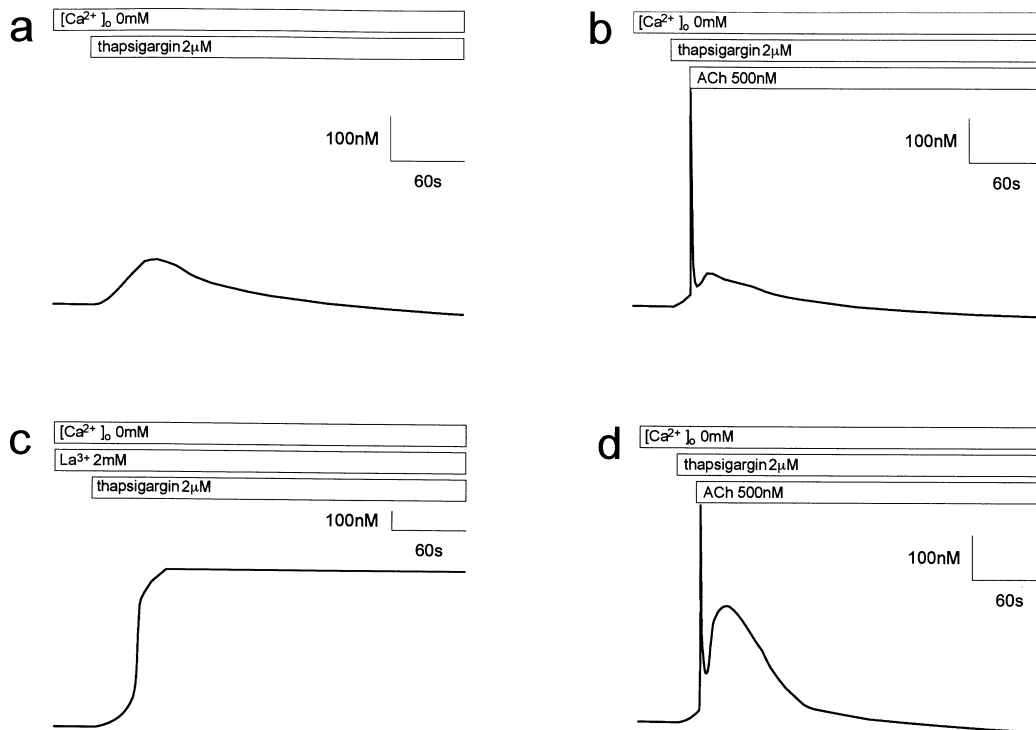 a
[Ca²⁺]ₒ 0mM
thapsigargin 2μM
100nM
60s
b
[Ca²⁺]ₒ 0mM
thapsigargin 2μM
ACh 500nM
100nM
60s
c
[Ca²⁺]ₒ 0mM
La³⁺ 2mM
thapsigargin 2μM
100nM
60s
d
[Ca²⁺]ₒ 0mM
thapsigargin 2μM
ACh 500nM
100nM
60s